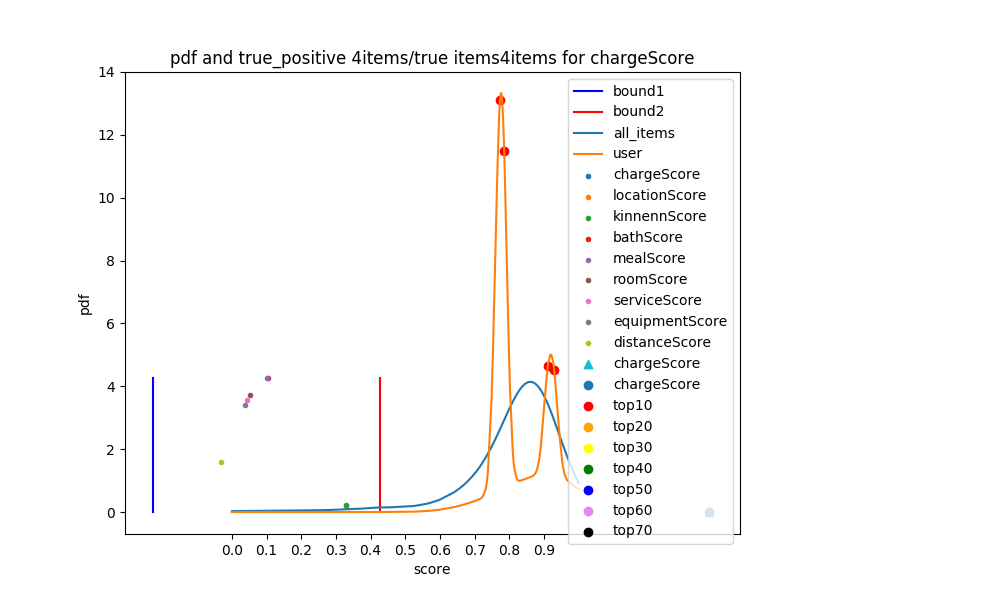 pdf and true_positive 4items/true items4items for chargeScore
14
12
10
8
6
4
2
0
pdf
0.0 0.1 0.2 0.3 0.4 0.5 0.6 0.7 0.8 0.9
score
bound1
bound2
all_items
user
chargeScore
locationScore
kinnennScore
bathScore
mealScore
roomScore
serviceScore
equipmentScore
distanceScore
chargeScore
chargeScore
top10
top20
top30
top40
top50
top60
top70